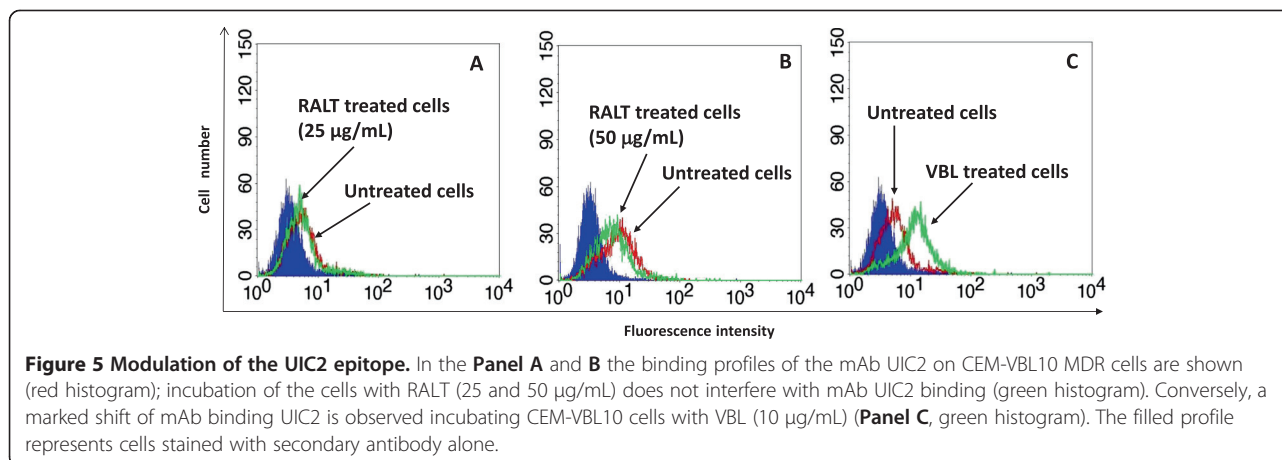 A
150
120
90
60
30
0
RALT treated cells
(25 µg/mL)
Untreated cells
10^0 10^1 10^2 10^3 10^4
B
150
120
90
60
30
0
RALT treated cells
(50 µg/mL)
Untreated cells
10^0 10^1 10^2 10^3 10^4
C
150
120
90
60
30
0
Untreated cells
VBL treated cells
10^0 10^1 10^2 10^3 10^4
Cell number
Fluorescence intensity
Figure 5 Modulation of the UIC2 epitope. In the Panel A and B the binding profiles of the mAb UIC2 on CEM-VBL10 MDR cells are shown
(red histogram); incubation of the cells with RALT (25 and 50 µg/mL) does not interfere with mAb UIC2 binding (green histogram). Conversely, a
marked shift of mAb binding UIC2 is observed incubating CEM-VBL10 cells with VBL (10 µg/mL) (Panel C, green histogram). The filled profile
represents cells stained with secondary antibody alone.